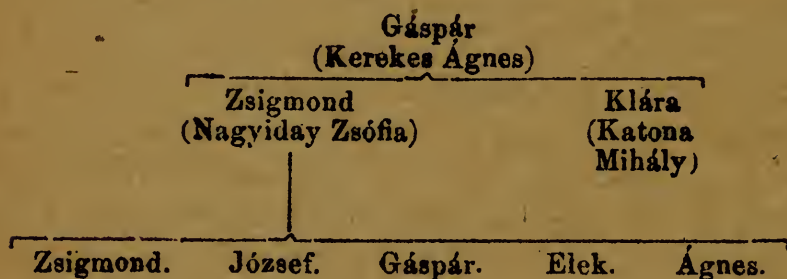 Gáspár
(Kerekes Ágnes)
Zsigmond Klára
(Nagyiday Zsófia) (Katona
Mihály)
Zsigmond. József. Gáspár. Elek. Ágnes.